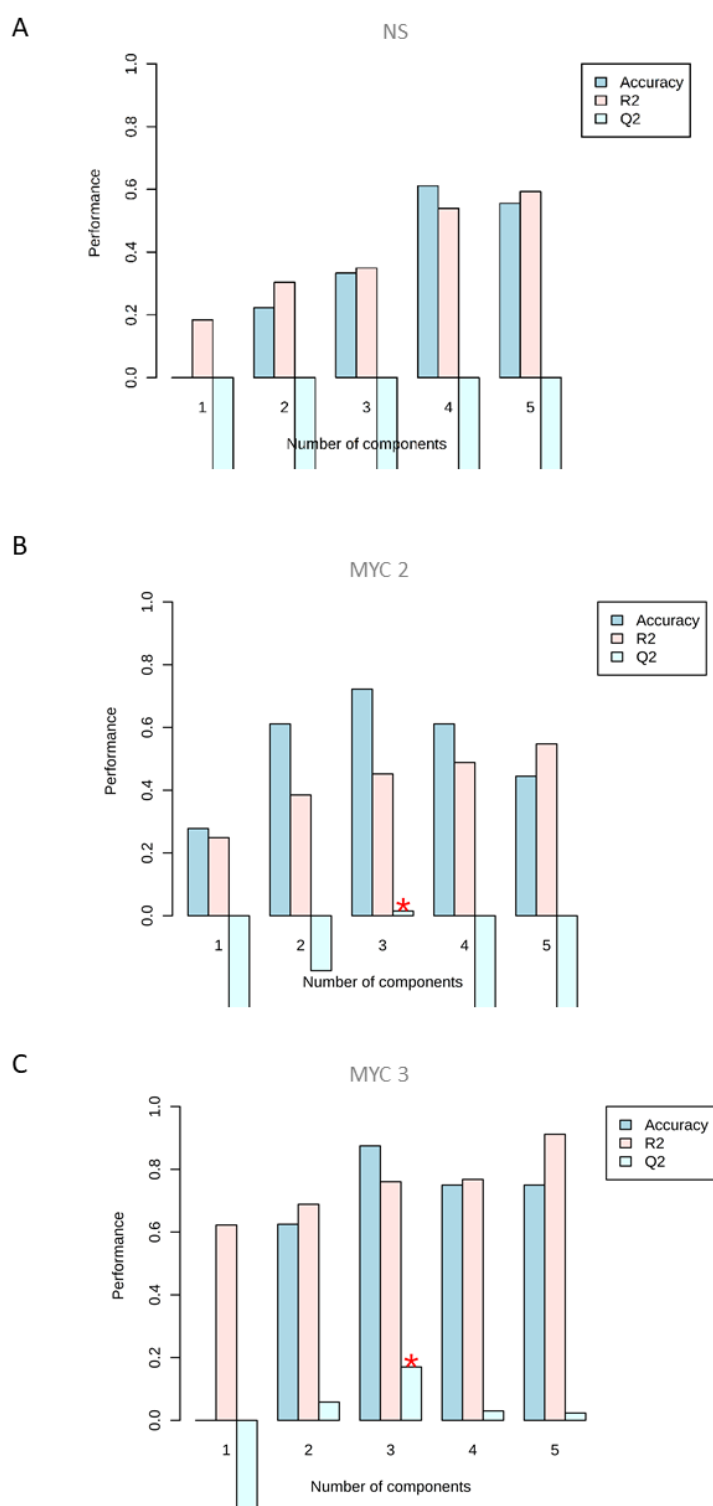 A
NS
1.0
0.8
0.6
0.4
0.2
0.0
Performance
Accuracy
R2
Q2
1 2 3 4 5
Number of components
B
MYC 2
1.0
0.8
0.6
0.4
0.2
0.0
Performance
Accuracy
R2
Q2
*
1 2 3 4 5
Number of components
C
MYC 3
1.0
0.8
0.6
0.4
0.2
0.0
Performance
Accuracy
R2
Q2
*
1 2 3 4 5
Number of components